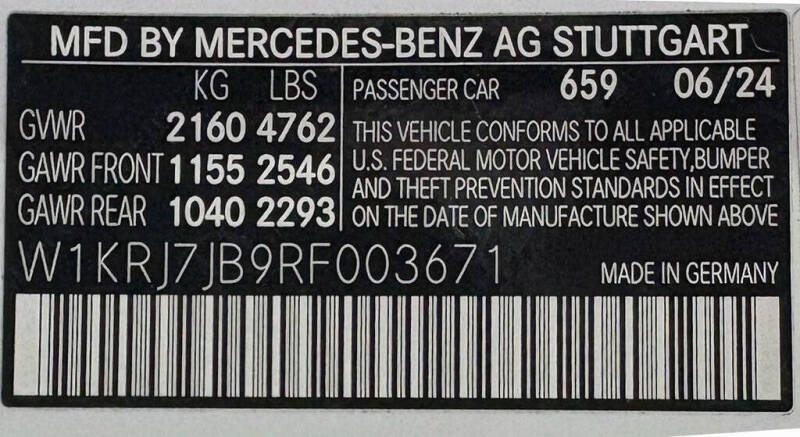 MFD BY MERCEDES-BENZ AG STUTTGART
KG LBS
GVWR 2160 4762
GAWR FRONT 1155 2546
GAWR REAR 1040 2293
PASSENGER CAR 659 06/24
THIS VEHICLE CONFORMS TO ALL APPLICABLE
U.S. FEDERAL MOTOR VEHICLE SAFETY,BUMPER
AND THEFT PREVENTION STANDARDS IN EFFECT
ON THE DATE OF MANUFACTURE SHOWN ABOVE
W1KRJ7JB9RF003671
MADE IN GERMANY